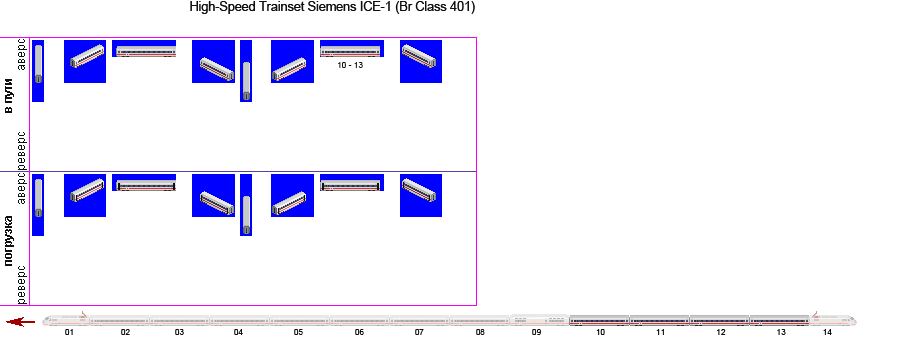 High-Speed Trainset Siemens ICE-1 (Br Class 401)
в пути
аверс
реверс
10 - 13
погрузка
аверс
реверс
01 02 03 04 05 06 07 08 09 10 11 12 13 14